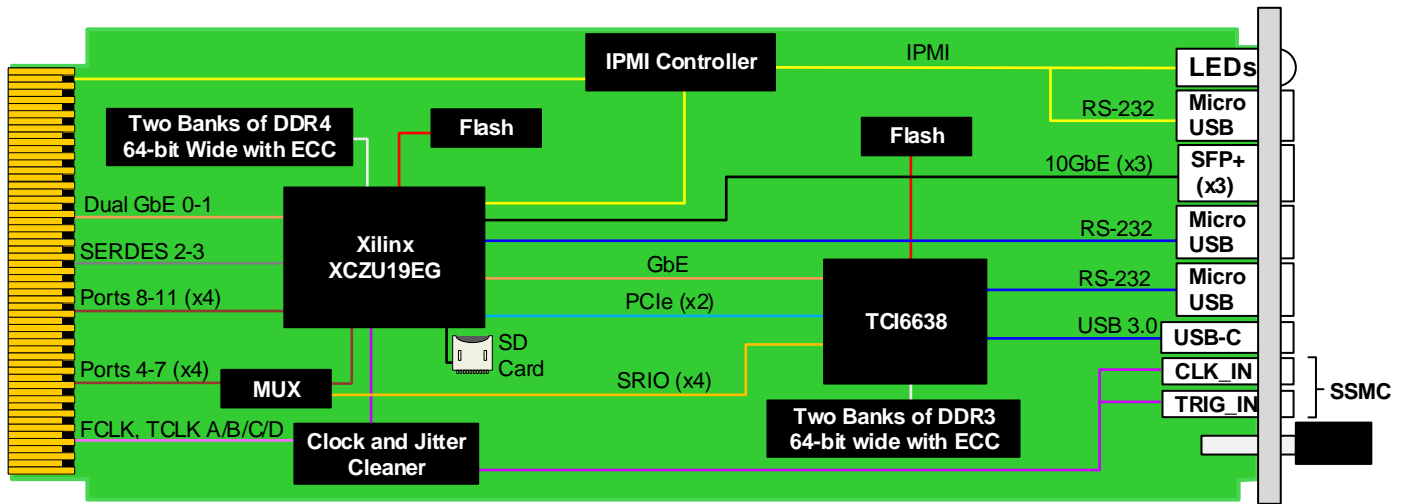 IPMI Controller
IPMI
LEDs
RS-232
Micro
USB
Two Banks of DDR4
64-bit Wide with ECC
Flash
Flash
10GbE (x3)
SFP+
(x3)
Dual GbE 0-1
Xilinx
XCZU19EG
RS-232
Micro
USB
SERDES 2-3
GbE
RS-232
Micro
USB
Ports 8-11 (x4)
PCIe (x2)
TCI6638
USB 3.0
USB-C
SD
Card
Ports 4-7 (x4)
MUX
SRIO (x4)
CLK_IN
TRIG_IN
SSMC
FCLK, TCLK A/B/C/D
Clock and Jitter
Cleaner
Two Banks of DDR3
64-bit wide with ECC